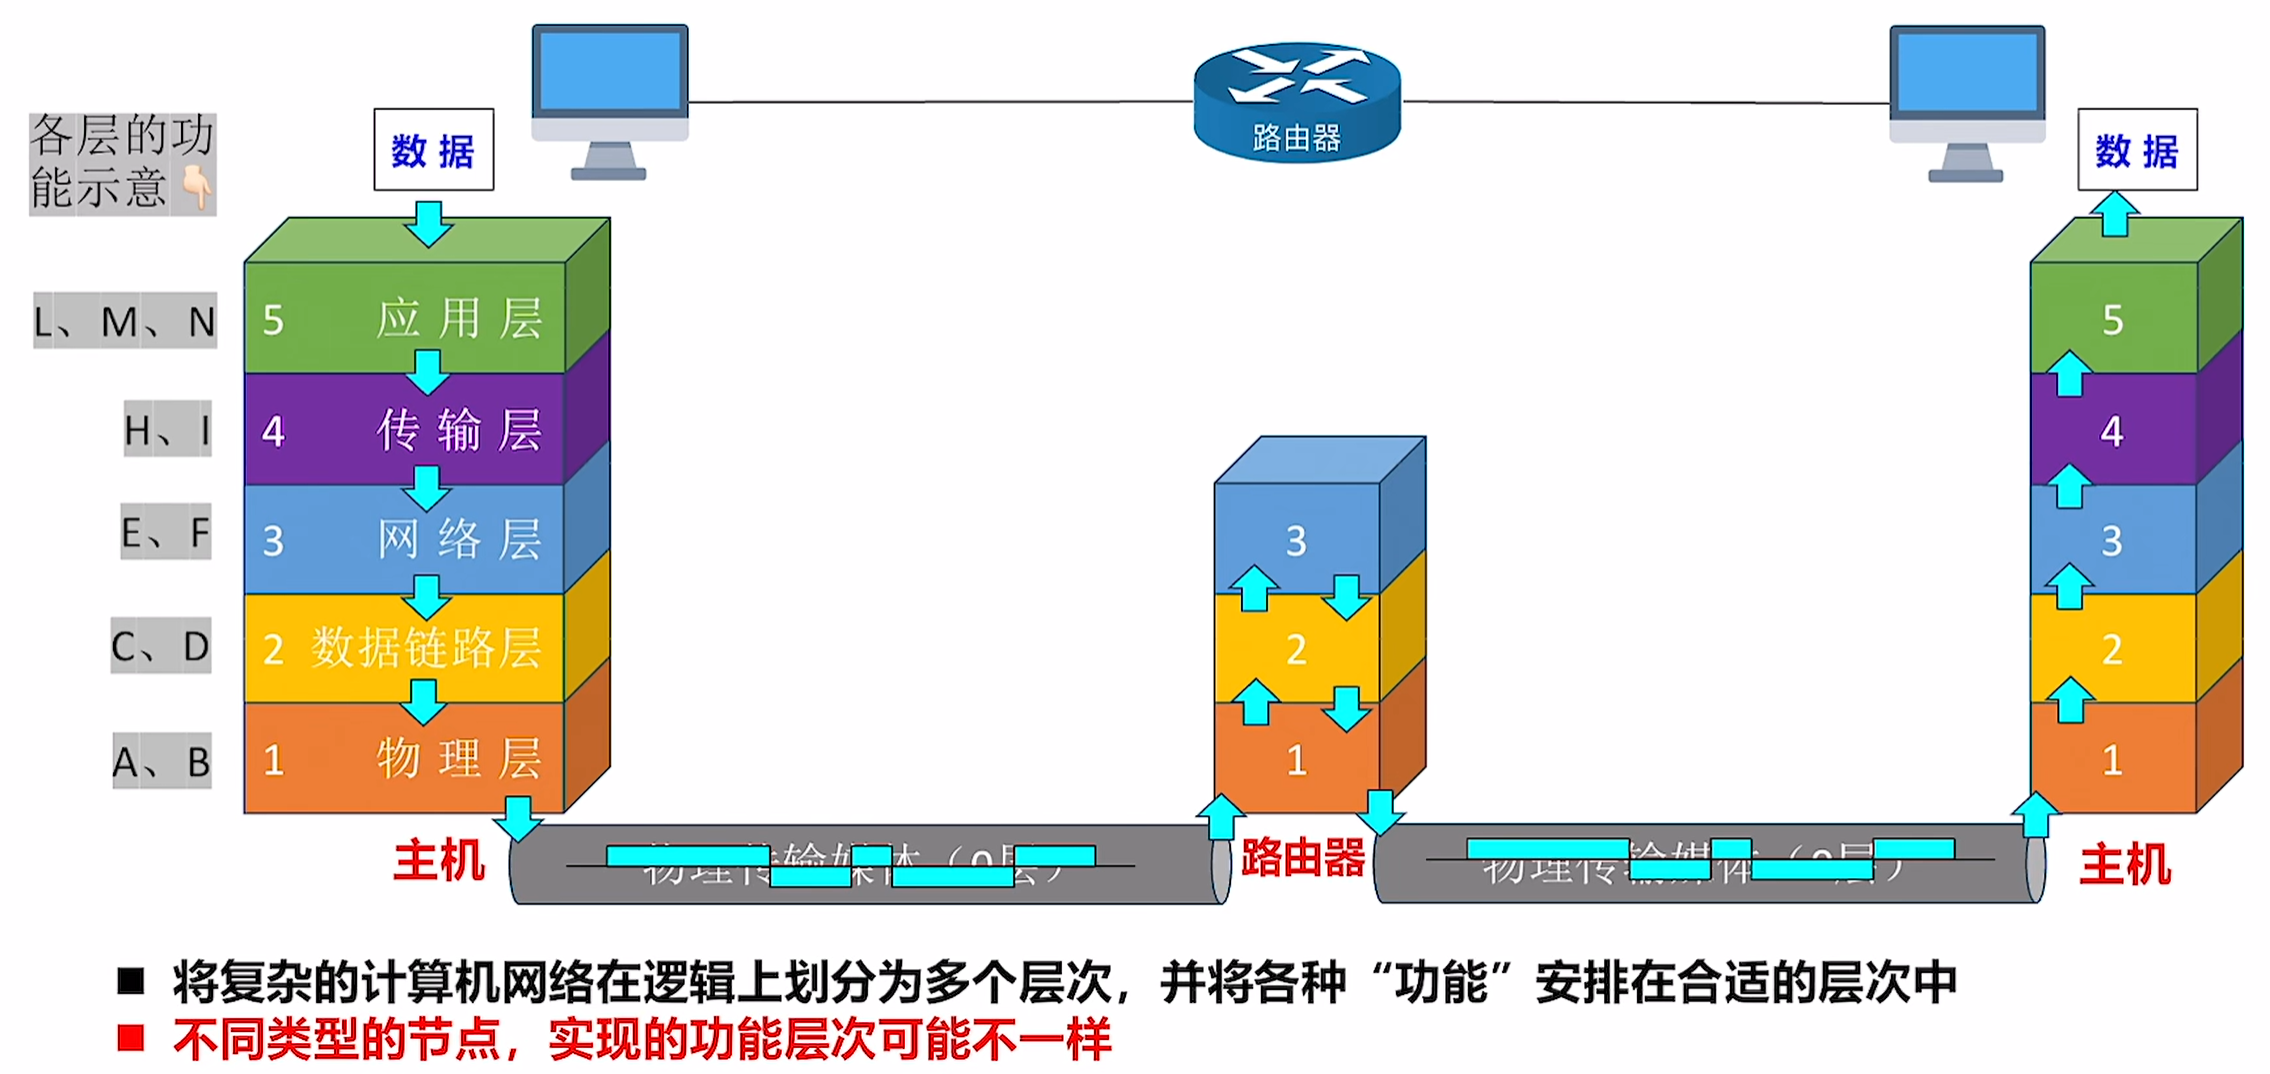 路由器
各层的功
能示意👇🏻
数 据
数 据
L、M、N
5 应 用 层
5
H、I
4 传 输 层
4
E、F
3 网 络 层
3
3
C、D
2 数据链路层
2
2
A、B
1 物 理 层
1
1
主机
物理传输媒体（0层）
路由器
物理传输媒体（0层）
主机
■ 将复杂的计算机网络在逻辑上划分为多个层次，并将各种“功能”安排在合适的层次中
■ 不同类型的节点，实现的功能层次可能不一样